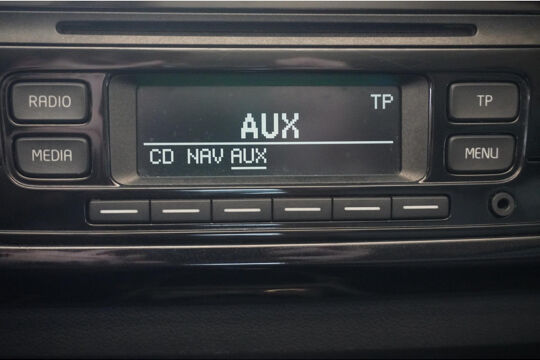 RADIO
MEDIA
TP
AUX
CD NAV AUX
TP
MENU